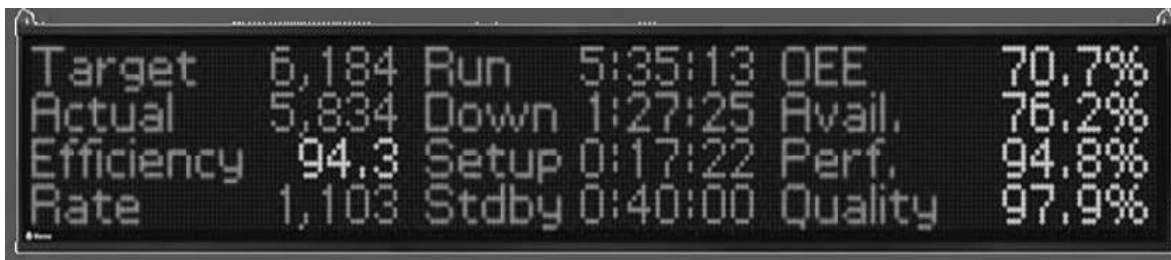 Target 6,184 Run 5:35:13 OEE 70.7%
Actual 5,834 Down 1:27:25 Avail. 76.2%
Efficiency 94.3 Setup 0:17:22 Perf. 94.8%
Rate 1,103 Stdby 0:40:00 Quality 97.9%